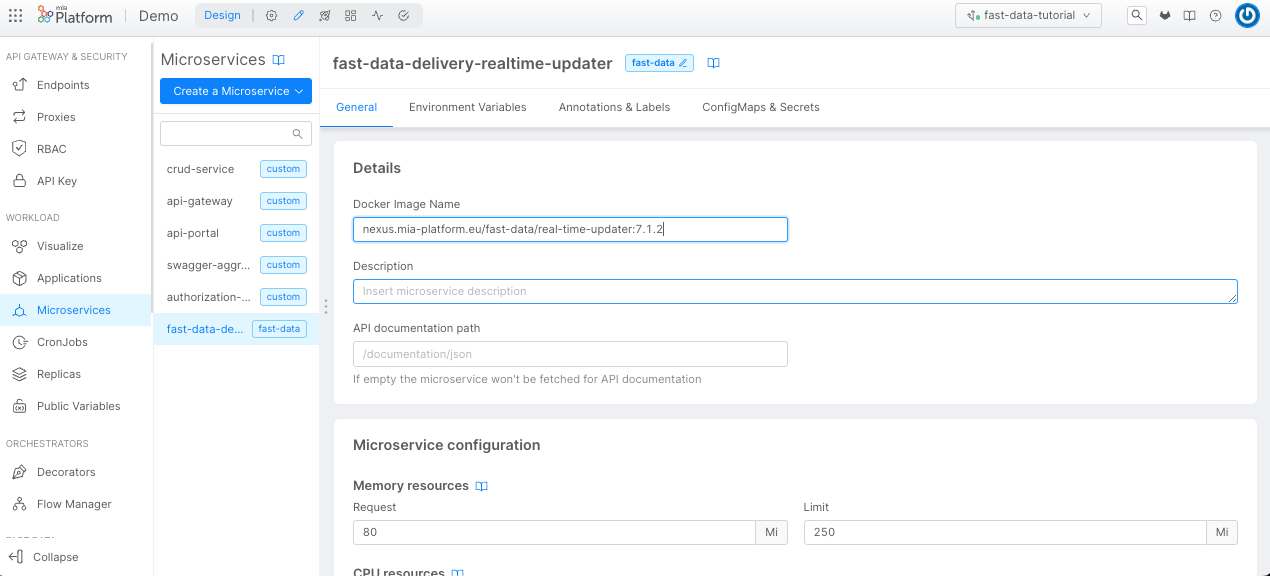 mia
Platform
Demo
Design
fast-data-tutorial
API GATEWAY & SECURITY
Endpoints
Proxies
RBAC
API Key
WORKLOAD
Visualize
Applications
Microservices
CronJobs
Replicas
Public Variables
ORCHESTRATORS
Decorators
Flow Manager
Collapse
Microservices
Create a Microservice
crud-service custom
api-gateway custom
api-portal custom
swagger-aggr... custom
authorization-... custom
fast-data-de... fast-data
fast-data-delivery-realtime-updater fast-data
General Environment Variables Annotations & Labels ConfigMaps & Secrets
Details
Docker Image Name
nexus.mia-platform.eu/fast-data/real-time-updater:7.1.2
Description
Insert microservice description
API documentation path
/documentation/json
If empty the microservice won't be fetched for API documentation
Microservice configuration
Memory resources
Request Limit
80 Mi 250 Mi
CPU resources